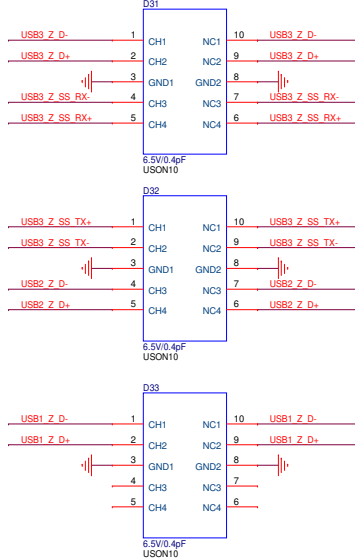 D31
USB3_Z_D- 1 CH1 NC1 10 USB3_Z_D-
USB3_Z_D+ 2 CH2 NC2 9 USB3_Z_D+
3 GND1 GND2 8
USB3_Z_SS_RX- 4 CH3 NC3 7 USB3_Z_SS_RX-
USB3_Z_SS_RX+ 5 CH4 NC4 6 USB3_Z_SS_RX+
6.5V/0.4pF
USON10
D32
USB3_Z_SS_TX+ 1 CH1 NC1 10 USB3_Z_SS_TX+
USB3_Z_SS_TX- 2 CH2 NC2 9 USB3_Z_SS_TX-
3 GND1 GND2 8
USB2_Z_D- 4 CH3 NC3 7 USB2_Z_D-
USB2_Z_D+ 5 CH4 NC4 6 USB2_Z_D+
6.5V/0.4pF
USON10
D33
USB1_Z_D- 1 CH1 NC1 10 USB1_Z_D-
USB1_Z_D+ 2 CH2 NC2 9 USB1_Z_D+
3 GND1 GND2 8
4 CH3 NC3 7
5 CH4 NC4 6
6.5V/0.4pF
USON10